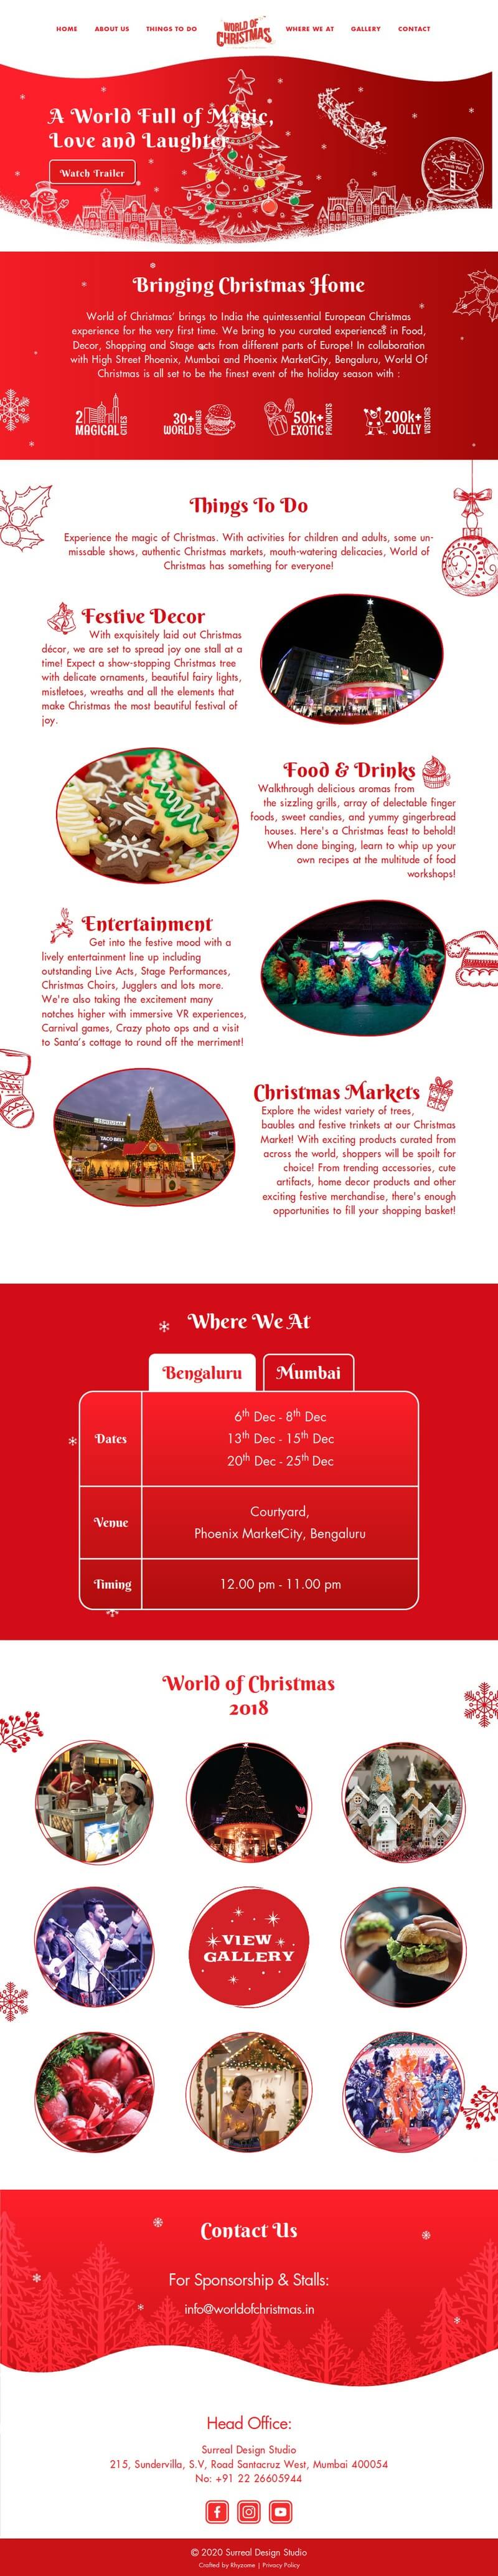 HOME ABOUT US THINGS TO DO WORLD OF CHRISTMAS WHERE WE AT GALLERY CONTACT
A World Full of Magic,
Love and Laughter
Watch Trailer
Bringing Christmas Home
World of Christmas' brings to India the quintessential European Christmas
experience for the very first time. We bring to you curated experiences in Food,
Decor, Shopping and Stage acts from different parts of Europe! In collaboration
with High Street Phoenix, Mumbai and Phoenix MarketCity, Bengaluru, World Of
Christmas is all set to be the finest event of the holiday season with :
2 MAGICAL CITIES
30+ WORLD CUISINES
50k+ EXOTIC PRODUCTS
200k+ JOLLY VISITORS
Things To Do
Experience the magic of Christmas. With activities for children and adults, some un-
missable shows, authentic Christmas markets, mouth-watering delicacies, World of
Christmas has something for everyone!
Festive Decor
With exquisitely laid out Christmas
décor, we are set to spread joy one stall at a
time! Expect a show-stopping Christmas tree
with delicate ornaments, beautiful fairy lights,
mistletoes, wreaths and all the elements that
make Christmas the most beautiful festival of
joy.
Food & Drinks
Walkthrough delicious aromas from
the sizzling grills, array of delectable finger
foods, sweet candies, and yummy gingerbread
houses. Here's a Christmas feast to behold!
When done binging, learn to whip up your
own recipes at the multitude of food
workshops!
Entertainment
Get into the festive mood with a
lively entertainment line up including
outstanding Live Acts, Stage Performances,
Christmas Choirs, Jugglers and lots more.
We're also taking the excitement many
notches higher with immersive VR experiences,
Carnival games, Crazy photo ops and a visit
to Santa's cottage to round off the merriment!
TACO BELL
Christmas Markets
Explore the widest variety of trees,
baubles and festive trinkets at our Christmas
Market! With exciting products curated from
across the world, shoppers will be spoilt for
choice! From trending accessories, cute
artifacts, home decor products and other
exciting festive merchandise, there's enough
opportunities to fill your shopping basket!
Where We At
Bengaluru Mumbai
Dates
6th Dec - 8th Dec
13th Dec - 15th Dec
20th Dec - 25th Dec
Venue
Courtyard,
Phoenix MarketCity, Bengaluru
Timing
12.00 pm - 11.00 pm
World of Christmas
2018
VIEW
GALLERY
Contact Us
For Sponsorship & Stalls:
info@worldofchristmas.in
Head Office:
Surreal Design Studio
215, Sundervilla, S.V, Road Santacruz West, Mumbai 400054
No: +91 22 26605944
© 2020 Surreal Design Studio
Crafted by Rhyzome | Privacy Policy